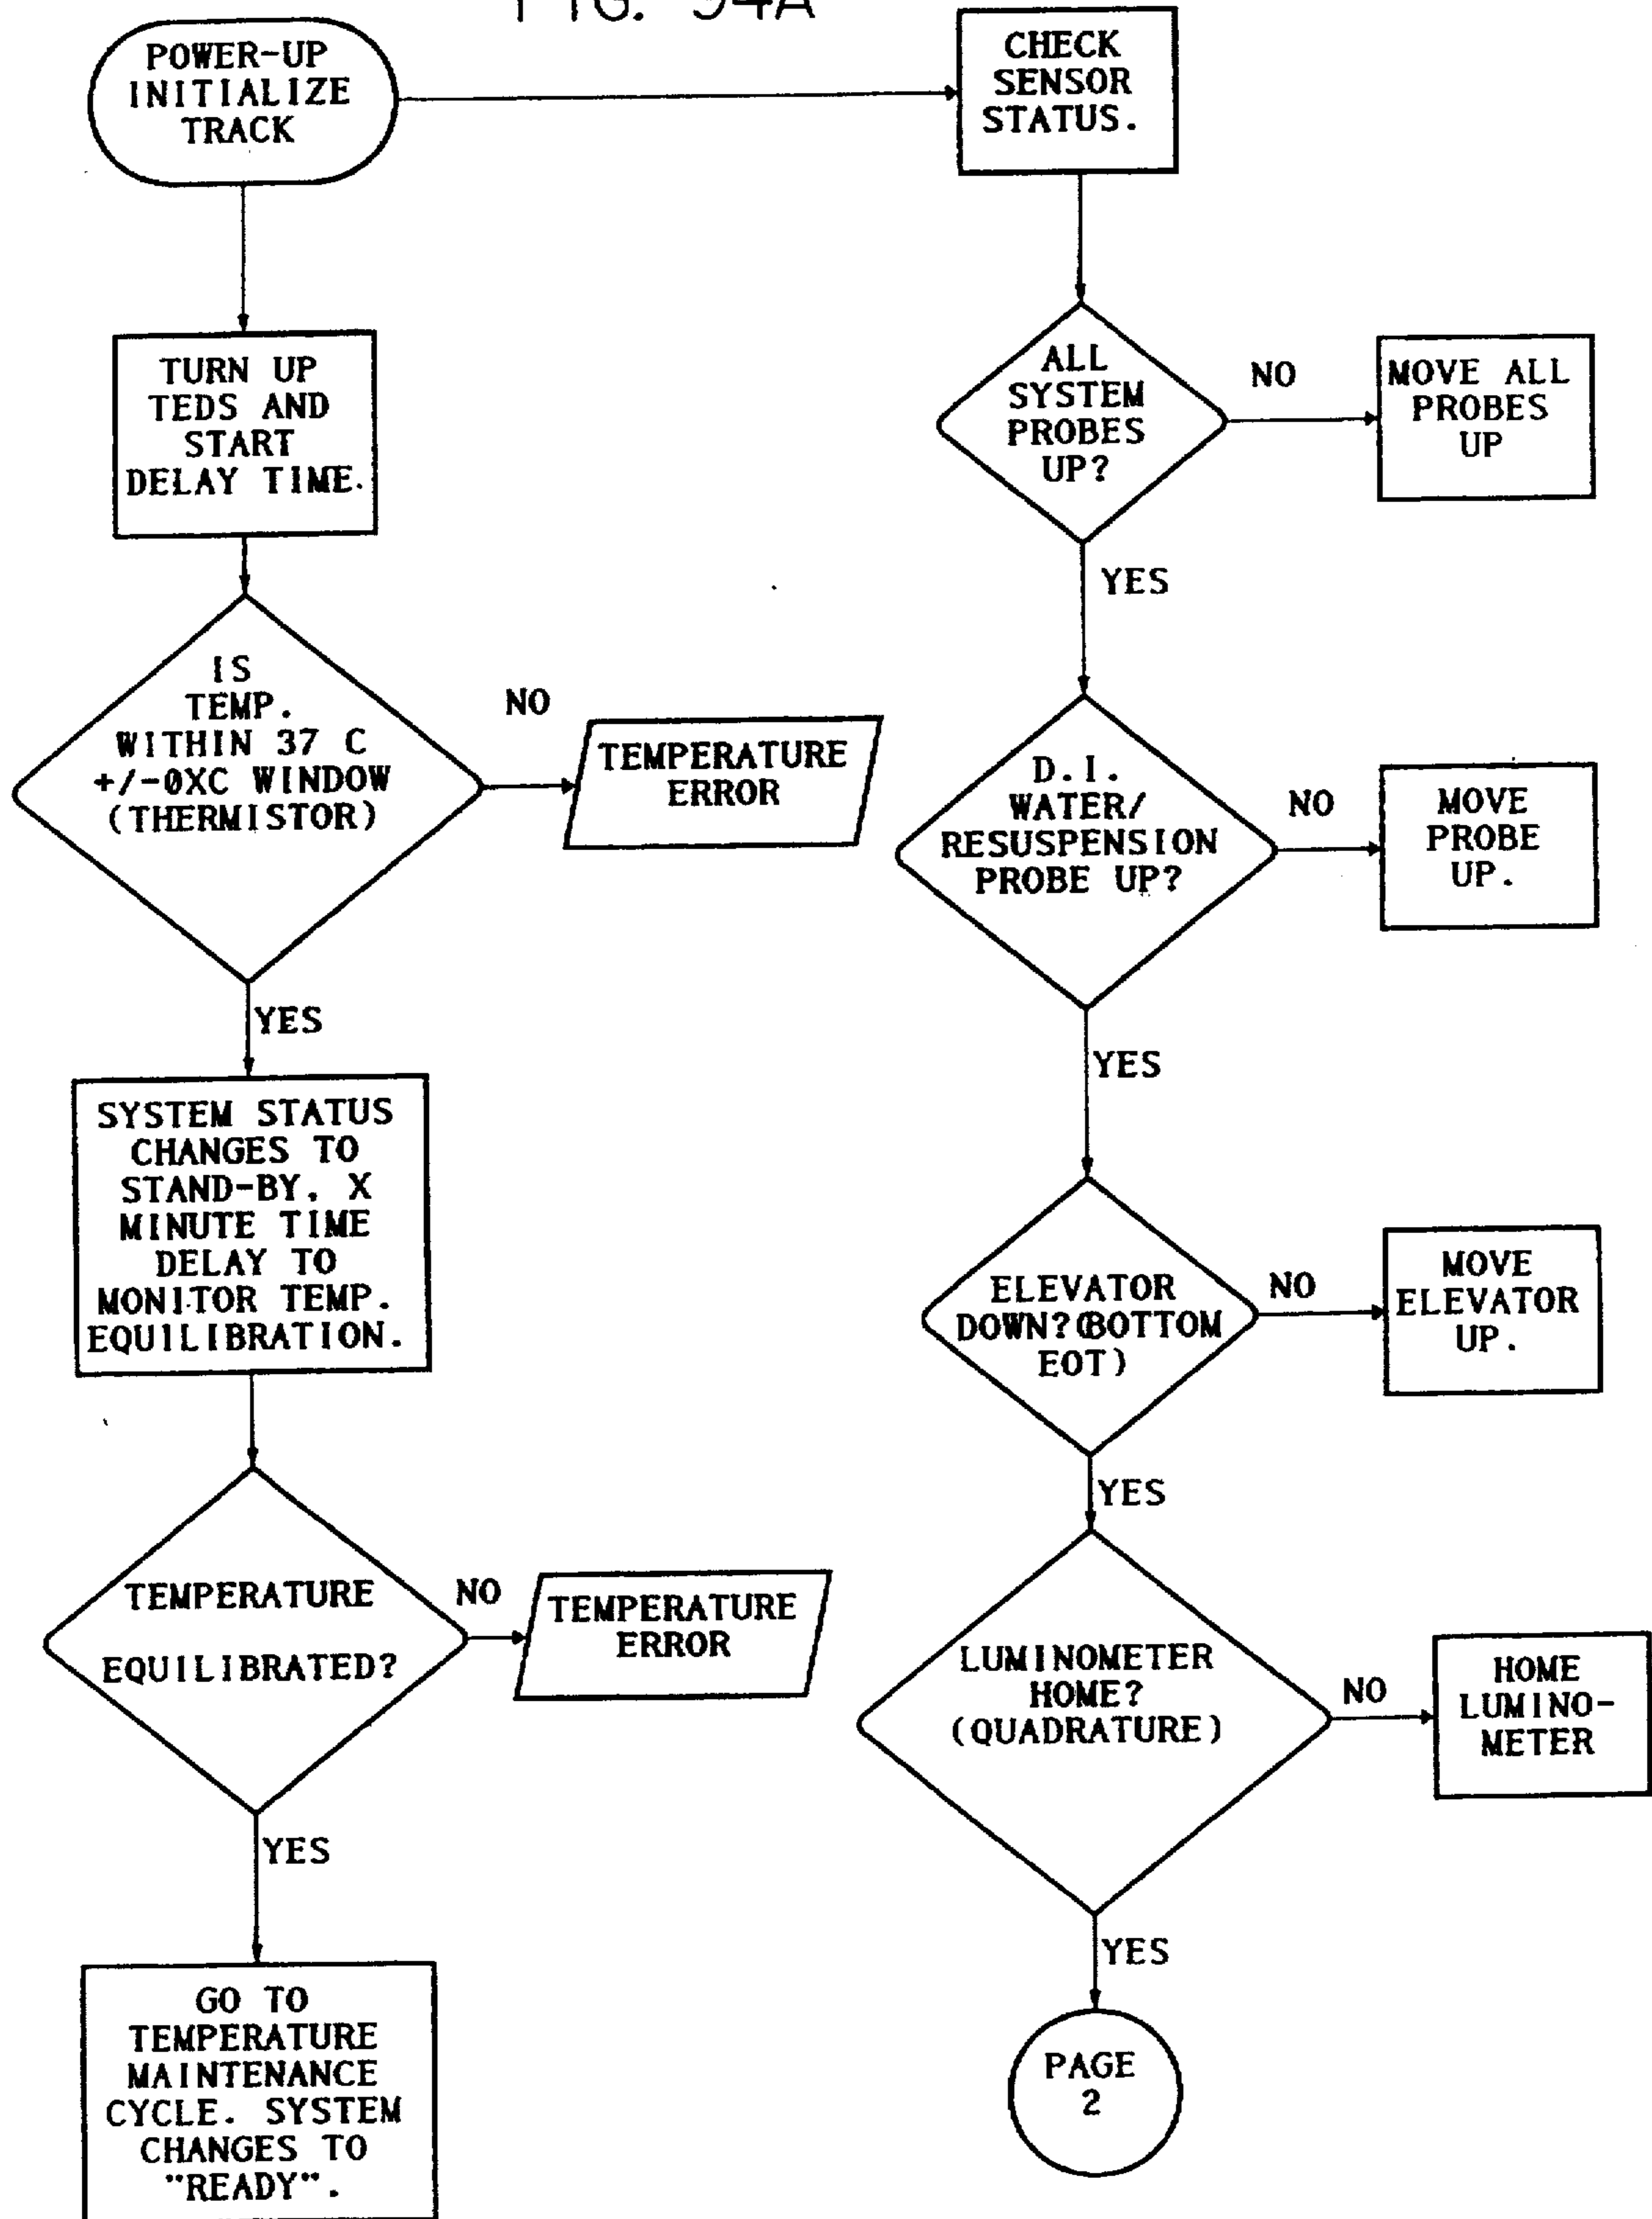 FIG. 94A
POWER-UP
INITIALIZE
TRACK
TURN UP
TEDS AND
START
DELAY TIME.
IS
TEMP.
WITHIN 37 C
+/-0XC WINDOW
(THERMISTOR)
NO
TEMPERATURE
ERROR
YES
SYSTEM STATUS
CHANGES TO
STAND-BY. X
MINUTE TIME
DELAY TO
MONITOR TEMP.
EQUILIBRATION.
TEMPERATURE
EQUILIBRATED?
NO
TEMPERATURE
ERROR
YES
GO TO
TEMPERATURE
MAINTENANCE
CYCLE. SYSTEM
CHANGES TO
"READY".
CHECK
SENSOR
STATUS.
ALL
SYSTEM
PROBES
UP?
NO
MOVE ALL
PROBES
UP
YES
D.I.
WATER/
RESUSPENSION
PROBE UP?
NO
MOVE
PROBE
UP.
YES
ELEVATOR
DOWN?(BOTTOM
EOT)
NO
MOVE
ELEVATOR
UP.
YES
LUMINOMETER
HOME?
(QUADRATURE)
NO
HOME
LUMINO-
METER
YES
PAGE
2